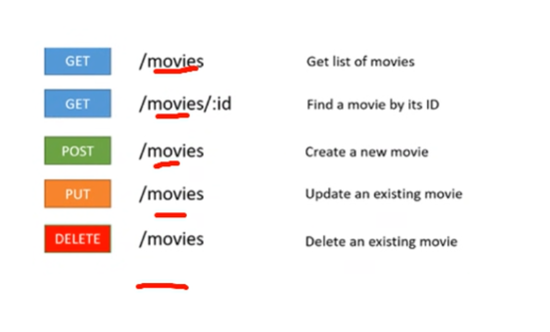 GET /movies Get list of movies
GET /movies/:id Find a movie by its ID
POST /movies Create a new movie
PUT /movies Update an existing movie
DELETE /movies Delete an existing movie